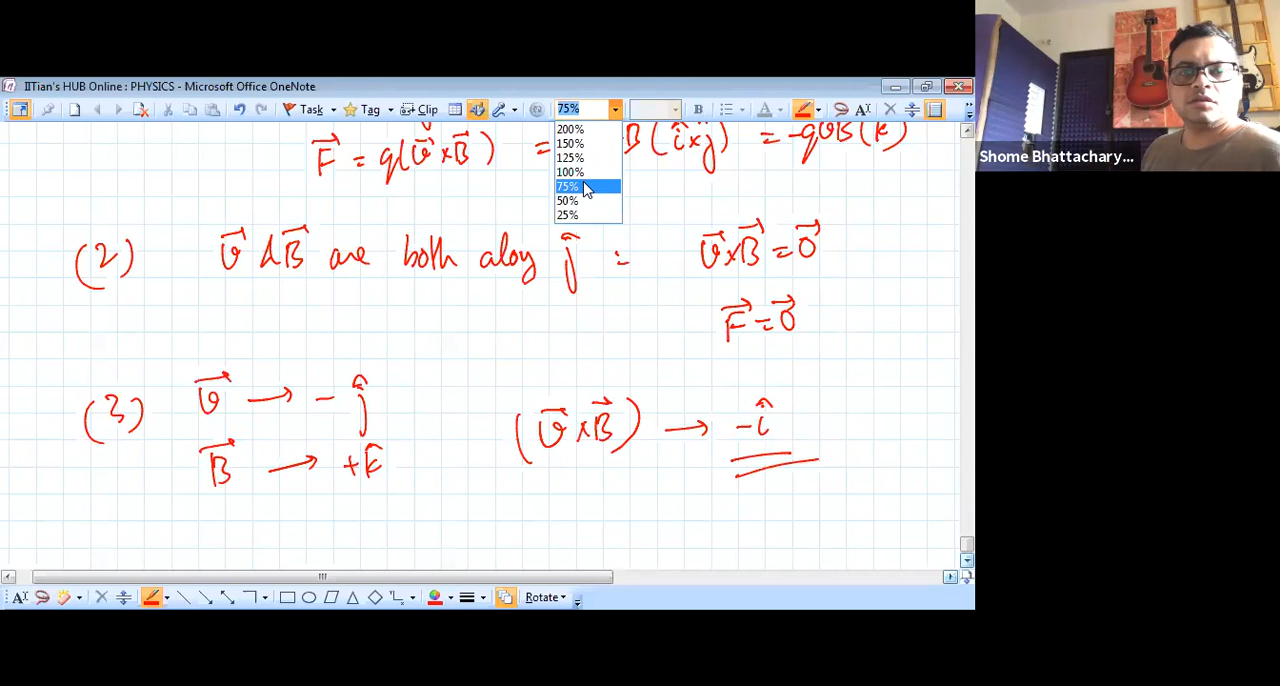 IITian's HUB Online : PHYSICS - Microsoft Office OneNote
Task Tag Clip 75% B A A
200%
150%
125%
100%
75%
50%
25%
F⃗ = q(v⃗ × B⃗) = B(î × ĵ) = -qvB(k̂)
(2) v⃗ & B⃗ are both along ĵ : v⃗ × B⃗ = 0⃗
F⃗ = 0⃗
(3) v⃗ → - ĵ
B⃗ → + k̂
(v⃗ × B⃗) → -î
A Rotate
Shome Bhattachary...